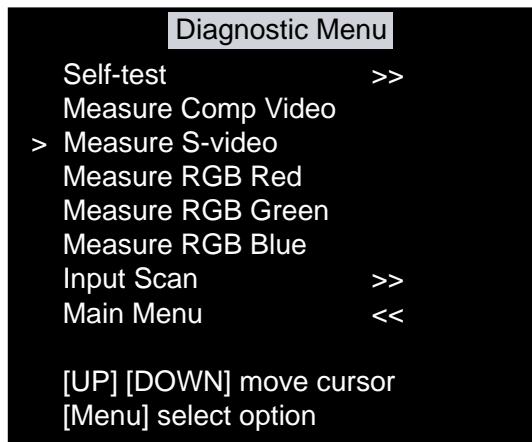 Diagnostic Menu
Self-test >>
Measure Comp Video
> Measure S-video
Measure RGB Red
Measure RGB Green
Measure RGB Blue
Input Scan >>
Main Menu <<
[UP] [DOWN] move cursor
[Menu] select option